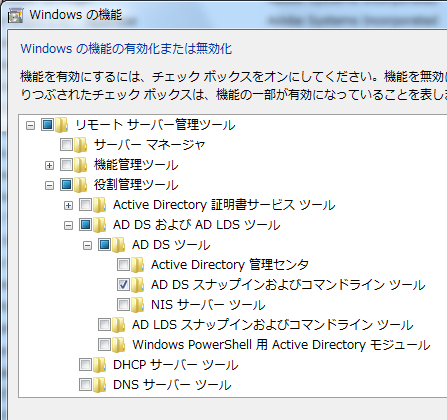 Windows の機能
Windows の機能の有効化または無効化
機能を有効にするには、チェック ボックスをオンにしてください。機能を無効に
りつぶされたチェック ボックスは、機能の一部が有効になっていることを表しま
リモート サーバー管理ツール
サーバー マネージャ
機能管理ツール
役割管理ツール
Active Directory 証明書サービス ツール
AD DS および AD LDS ツール
AD DS ツール
Active Directory 管理センタ
AD DS スナップインおよびコマンドライン ツール
NIS サーバー ツール
AD LDS スナップインおよびコマンドライン ツール
Windows PowerShell 用 Active Directory モジュール
DHCP サーバー ツール
DNS サーバー ツール